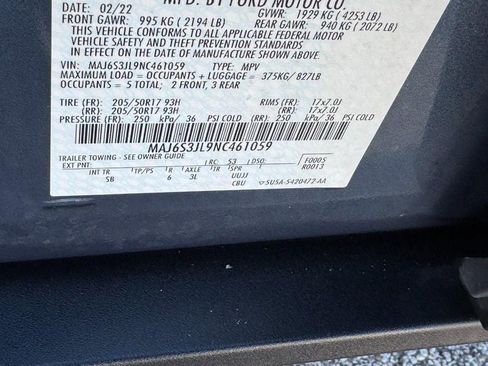 MFD. BY FORD MOTOR CO.
DATE: 02/22 GVWR: 1929 KG ( 4253 LB)
FRONT GAWR: 995 KG ( 2194 LB) REAR GAWR: 940 KG ( 2072 LB)
THIS VEHICLE CONFORMS TO ALL APPLICABLE FEDERAL MOTOR
VEHICLE SAFETY AND THEFT PREVENTION STANDARDS
IN EFFECT ON THE DATE OF MANUFACTURE SHOWN ABOVE.
VIN: MAJ6S3JL9NC461059 TYPE: MPV
MAXIMUM LOAD = OCCUPANTS + LUGGAGE = 375KG/827LB
OCCUPANTS = 5 TOTAL; 2 FRONT, 3 REAR
TIRE (FR) 205/50R17 93H RIMS (FR) 17x7.0J
(RR) 205/50R17 93H (RR) 17x7.0J
PRESSURE (FR) 250 kPa/ 36 PSI COLD (RR) 250 kPa/ 36 PSI COLD
MAJ6S3JL9NC461059
TRAILER TOWING - SEE OWNER GUIDE
EXT PNT: RC: 53 DSO: F0005
R0013
INT TR TP/PS R AXLE TR SPR
SB 6 3L UUJJ
CBU 5U5A-5420472-AA